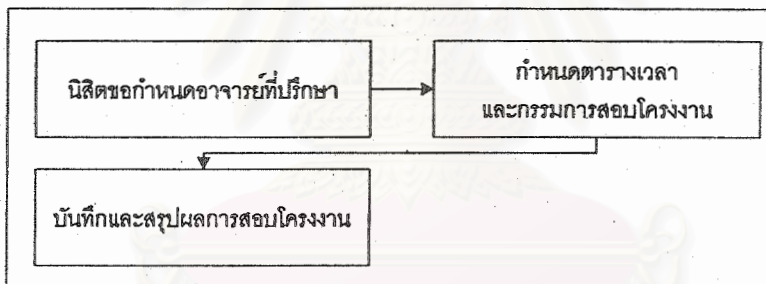 นิสิตขอกำหนดอาจารย์ที่ปรึกษา
กำหนดตารางเวลา
และกรรมการสอบโครงงาน
บันทึกและสรุปผลการสอบโครงงาน